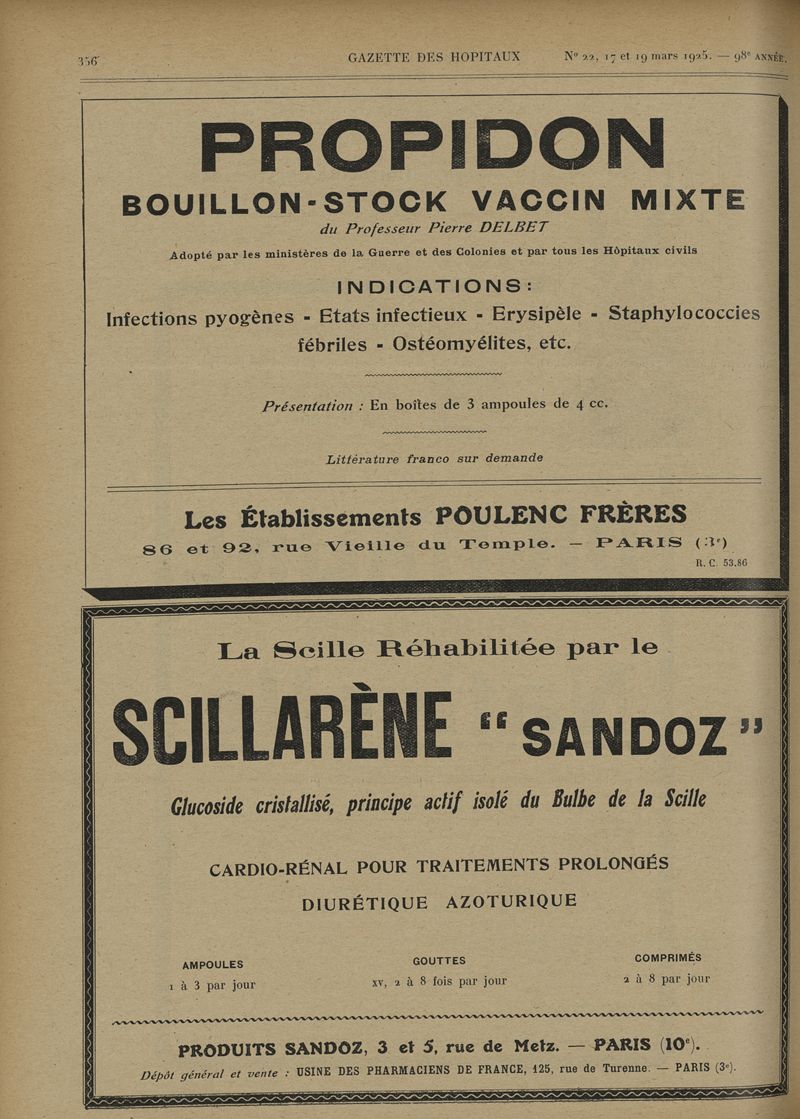 356
GAZETTE DES HOPITAUX
Nº 22, 17 et 19 mars 1925. — 98e ANNÉE.
PROPIDON
BOUILLON-STOCK VACCIN MIXTE
du Professeur Pierre DELBET
Adopté par les ministères de la Guerre et des Colonies et par tous les Hôpitaux civils
INDICATIONS:
Infections pyogènes - Etats infectieux - Erysipèle - Staphylococcies
fébriles - Ostéomyélites, etc.
Présentation : En boîtes de 3 ampoules de 4 cc.
Littérature franco sur demande
Les Établissements POULENC FRÈRES
86 et 92, rue Vieille du Temple. — PARIS (3e)
R. C. 53.86
La Scille Réhabilitée par le
SCILLARÈNE “ SANDOZ ”
Glucoside cristallisé, principe actif isolé du Bulbe de la Scille
CARDIO-RÉNAL POUR TRAITEMENTS PROLONGÉS
DIURÉTIQUE AZOTURIQUE
AMPOULES
1 à 3 par jour
GOUTTES
XV, 2 à 8 fois par jour
COMPRIMÉS
2 à 8 par jour
PRODUITS SANDOZ, 3 et 5, rue de Metz. — PARIS (10e).
Dépôt général et vente : USINE DES PHARMACIENS DE FRANCE, 125, rue de Turenne. — PARIS (3e).